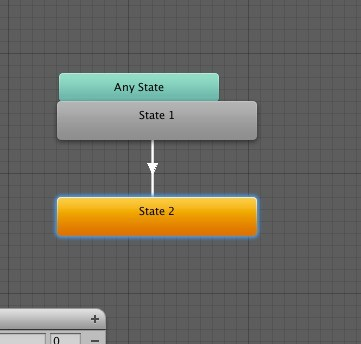 Any State
State 1
State 2
+
0
−